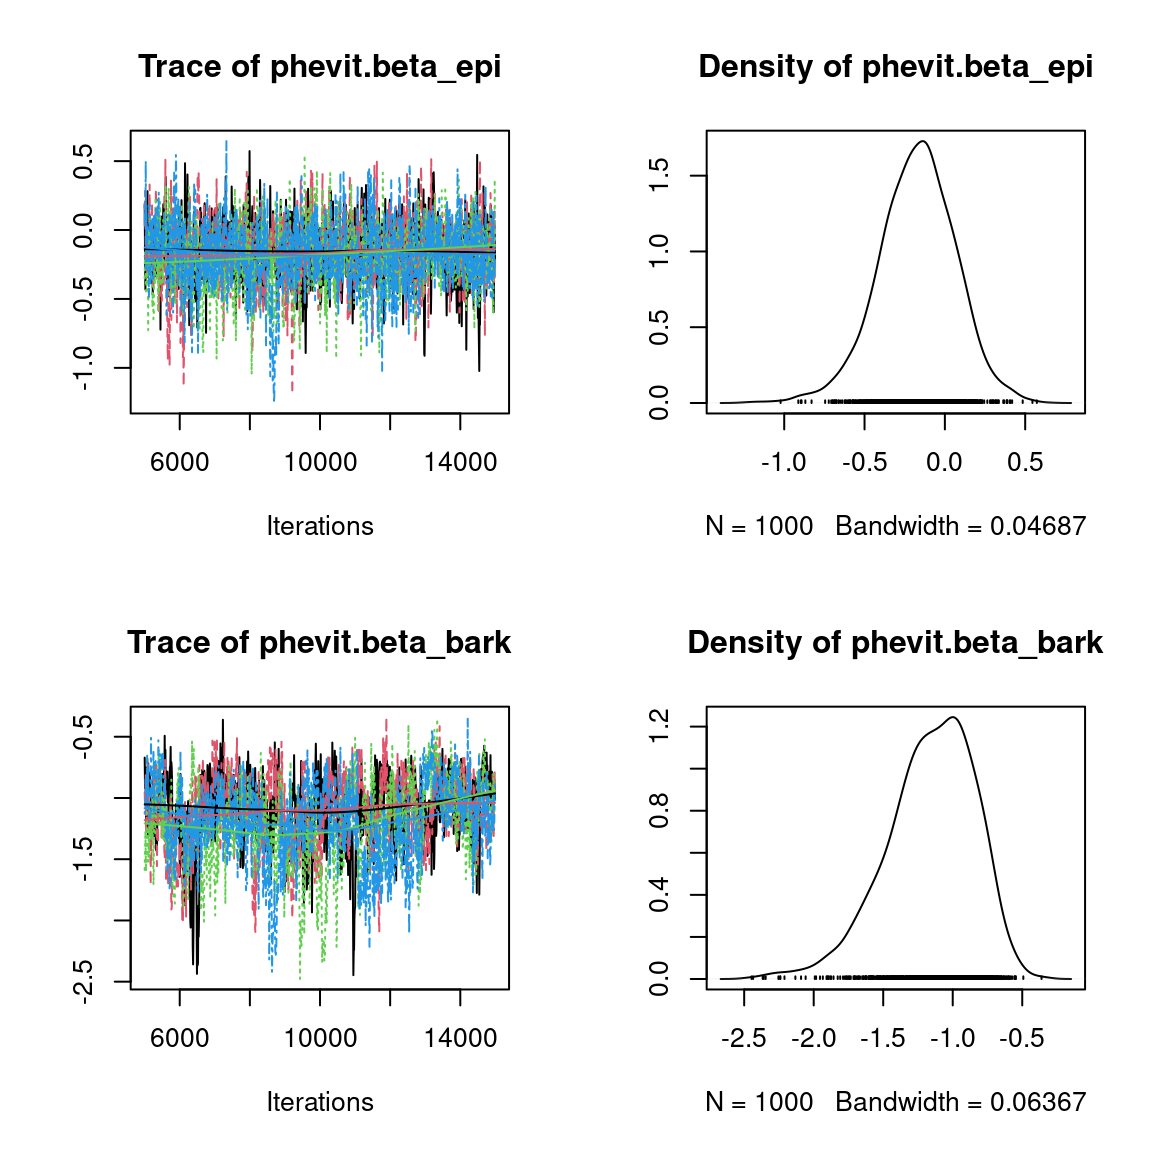 Trace of phevit.beta_epi
0.5
0.0
-0.5
-1.0
6000 10000 14000
Iterations
Density of phevit.beta_epi
1.5
1.0
0.5
0.0
-1.0 -0.5 0.0 0.5
N = 1000 Bandwidth = 0.04687
Trace of phevit.beta_bark
-0.5
-1.5
-2.5
6000 10000 14000
Iterations
Density of phevit.beta_bark
1.2
0.8
0.4
0.0
-2.5 -2.0 -1.5 -1.0 -0.5
N = 1000 Bandwidth = 0.06367